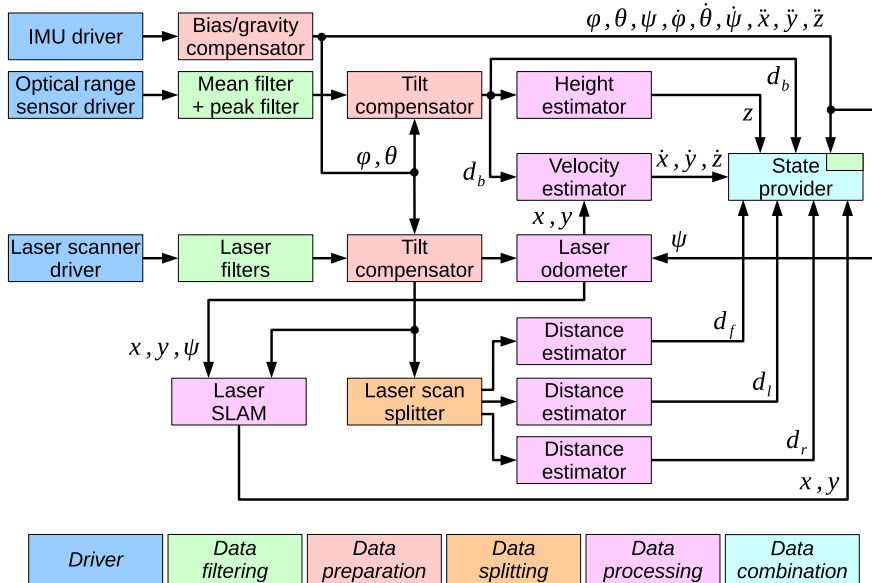 IMU driver
Bias/gravity
compensator
φ, θ, ψ, φ̇, θ̇, ψ̇, ẍ, ÿ, z̈
Optical range
sensor driver
Mean filter
+ peak filter
Tilt
compensator
Height
estimator
d_b
z
φ, θ
d_b
Velocity
estimator
ẋ, ẏ, ż
State
provider
x, y
Laser scanner
driver
Laser
filters
Tilt
compensator
Laser
odometer
ψ
x, y, ψ
Distance
estimator
d_f
Laser
SLAM
Laser scan
splitter
Distance
estimator
d_l
Distance
estimator
d_r
x, y
Driver
Data
filtering
Data
preparation
Data
splitting
Data
processing
Data
combination